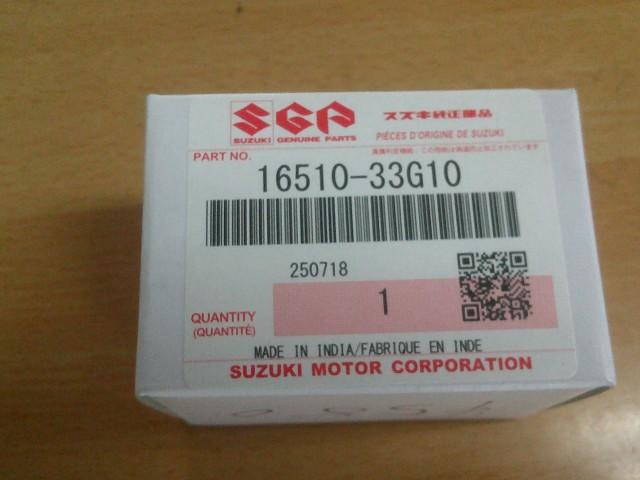 SGP スズキ純正部品
SUZUKI GENUINE PARTS PIÈCES D'ORIGINE DE SUZUKI
PART NO.
16510-33G10
250718
QUANTITY 1
(QUANTITÉ)
MADE IN INDIA/FABRIQUE EN INDE
SUZUKI MOTOR CORPORATION